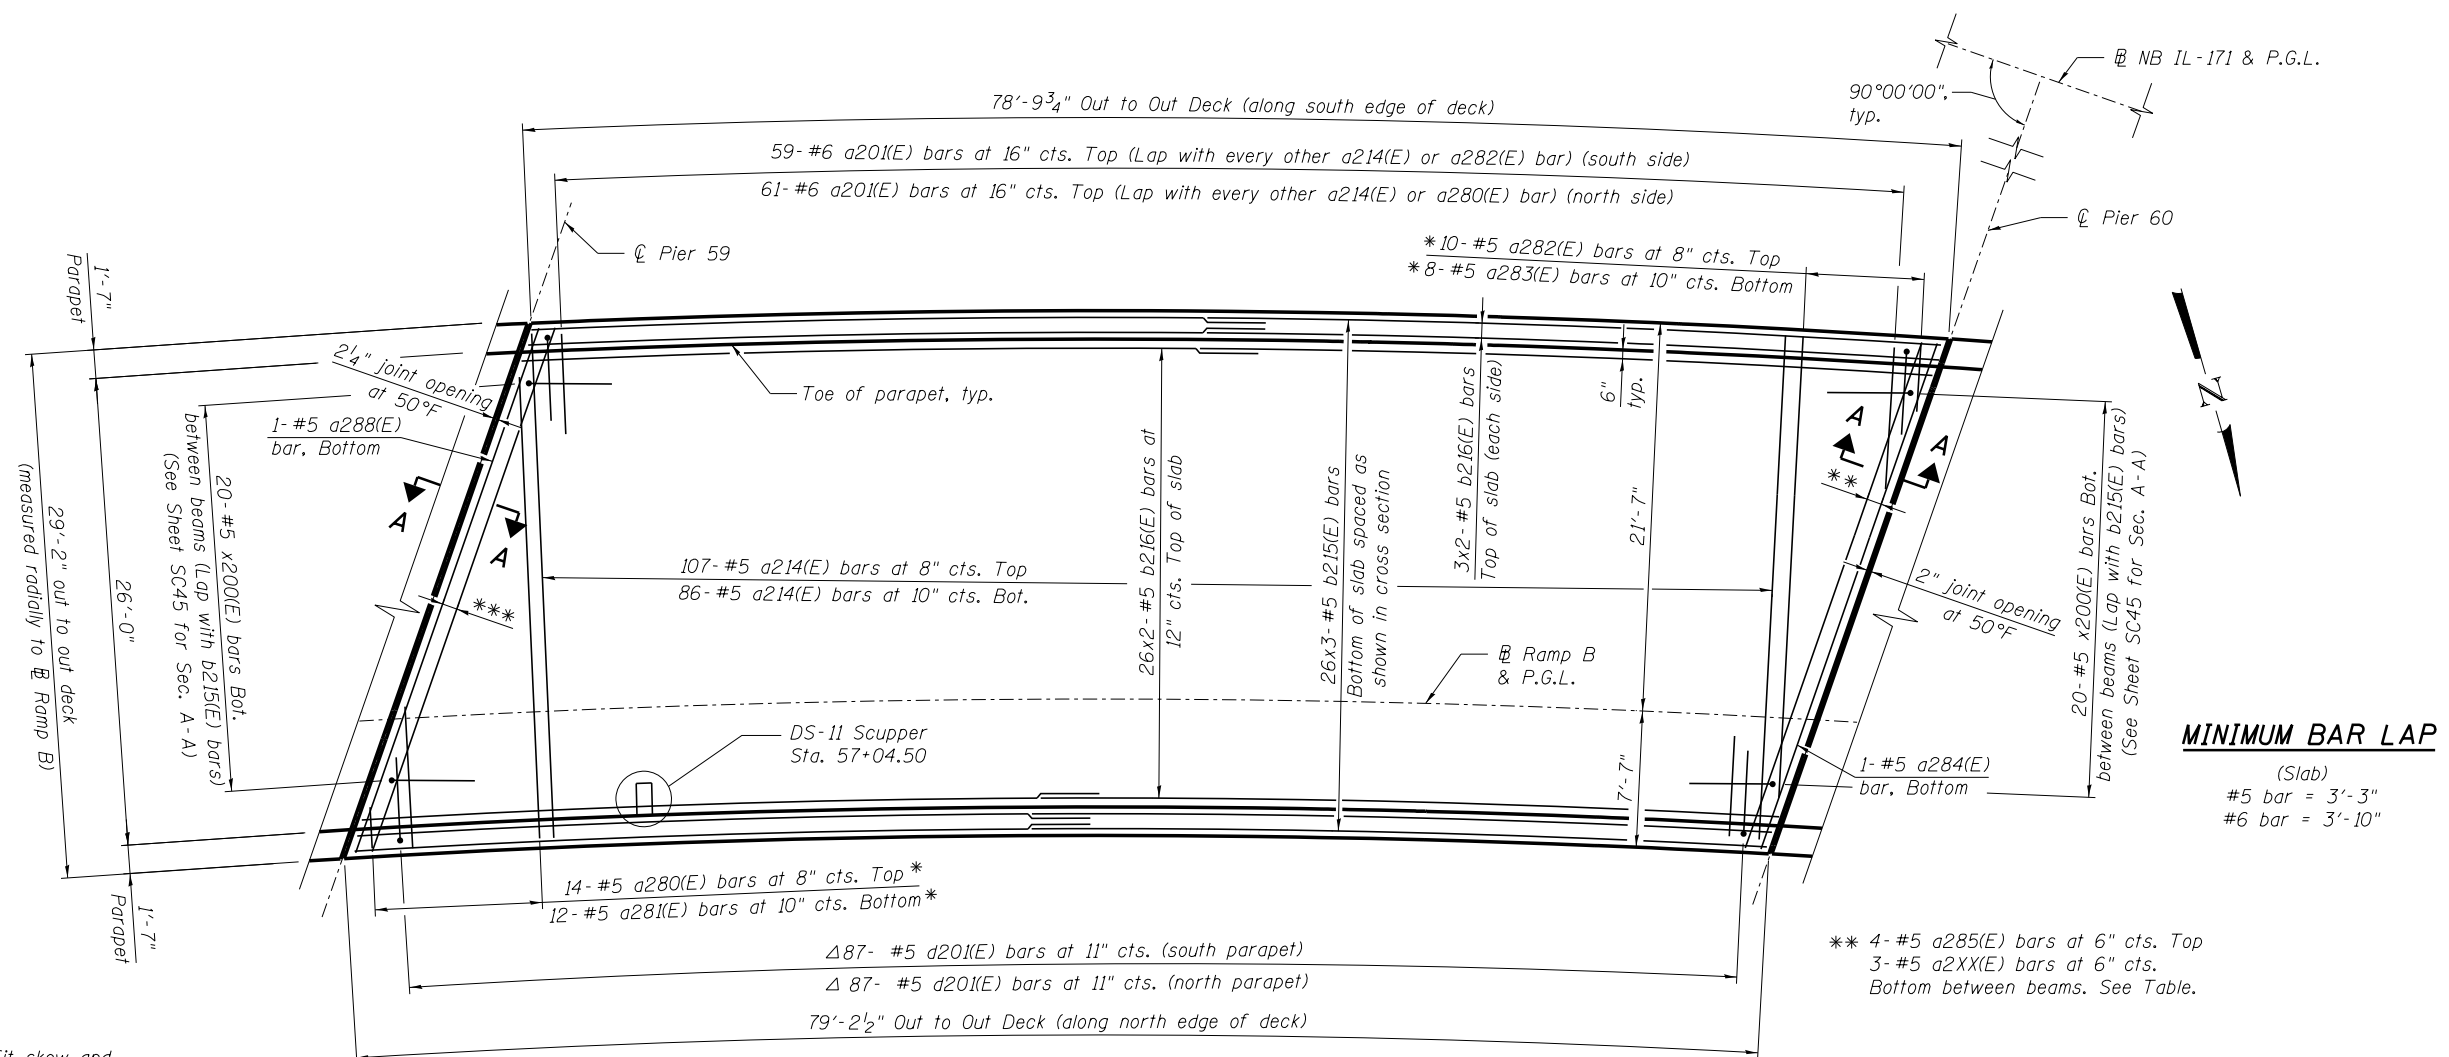 ℄ NB IL-171 & P.G.L.
90°00'00",
typ.
78'-9¾" Out to Out Deck (along south edge of deck)
59-#6 a201(E) bars at 16" cts. Top (Lap with every other a214(E) or a282(E) bar) (south side)
61-#6 a201(E) bars at 16" cts. Top (Lap with every other a214(E) or a280(E) bar) (north side)
℄ Pier 59
℄ Pier 60
*10-#5 a282(E) bars at 8" cts. Top
*8-#5 a283(E) bars at 10" cts. Bottom
1'-7"
Parapet
2¼" joint opening
at 50°F
Toe of parapet, typ.
6"
typ.
1-#5 a288(E)
bar, Bottom
A
A
A
A
**
N
29'-2" out to out deck
(measured radially to ℄ Ramp B)
26'-0"
20-#5 x200(E) bars Bot.
between beams (Lap with b215(E) bars)
(See Sheet SC45 for Sec. A-A)
***
107-#5 a214(E) bars at 8" cts. Top
86-#5 a214(E) bars at 10" cts. Bot.
26x2-#5 b216(E) bars at
12" cts. Top of slab
26x3-#5 b215(E) bars
Bottom of slab spaced as
shown in cross section
3x2-#5 b216(E) bars
Top of slab (each side)
21'-7"
7'-7"
2" joint opening
at 50°F
20-#5 x200(E) bars Bot.
between beams (Lap with b215(E) bars)
(See Sheet SC45 for Sec. A-A)
℄ Ramp B
& P.G.L.
DS-11 Scupper
Sta. 57+04.50
1-#5 a284(E)
bar, Bottom
MINIMUM BAR LAP
(Slab)
#5 bar = 3'-3"
#6 bar = 3'-10"
1'-7"
Parapet
14-#5 a280(E) bars at 8" cts. Top *
12-#5 a281(E) bars at 10" cts. Bottom *
△87- #5 d201(E) bars at 11" cts. (south parapet)
△ 87- #5 d201(E) bars at 11" cts. (north parapet)
79'-2½" Out to Out Deck (along north edge of deck)
** 4-#5 a285(E) bars at 6" cts. Top
3-#5 a2XX(E) bars at 6" cts.
Bottom between beams. See Table.